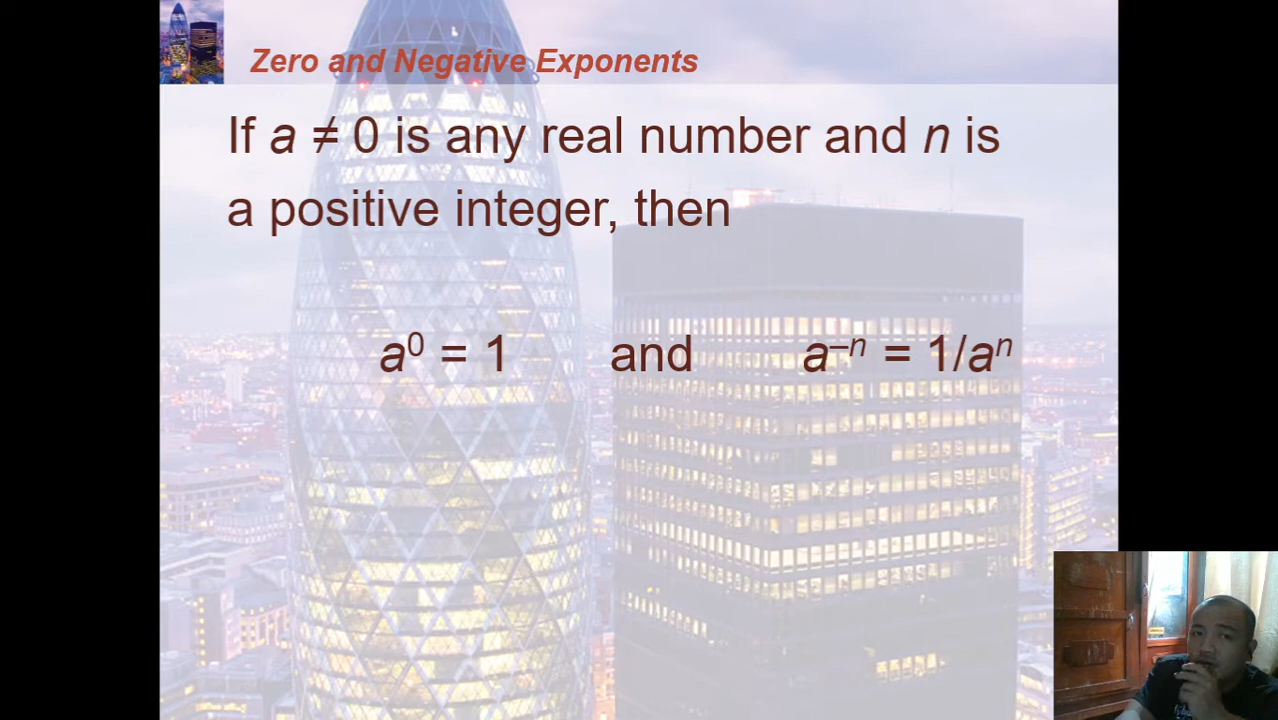 Zero and Negative Exponents
If a ≠ 0 is any real number and n is
a positive integer, then
a⁰ = 1 and a⁻ⁿ = 1/aⁿ